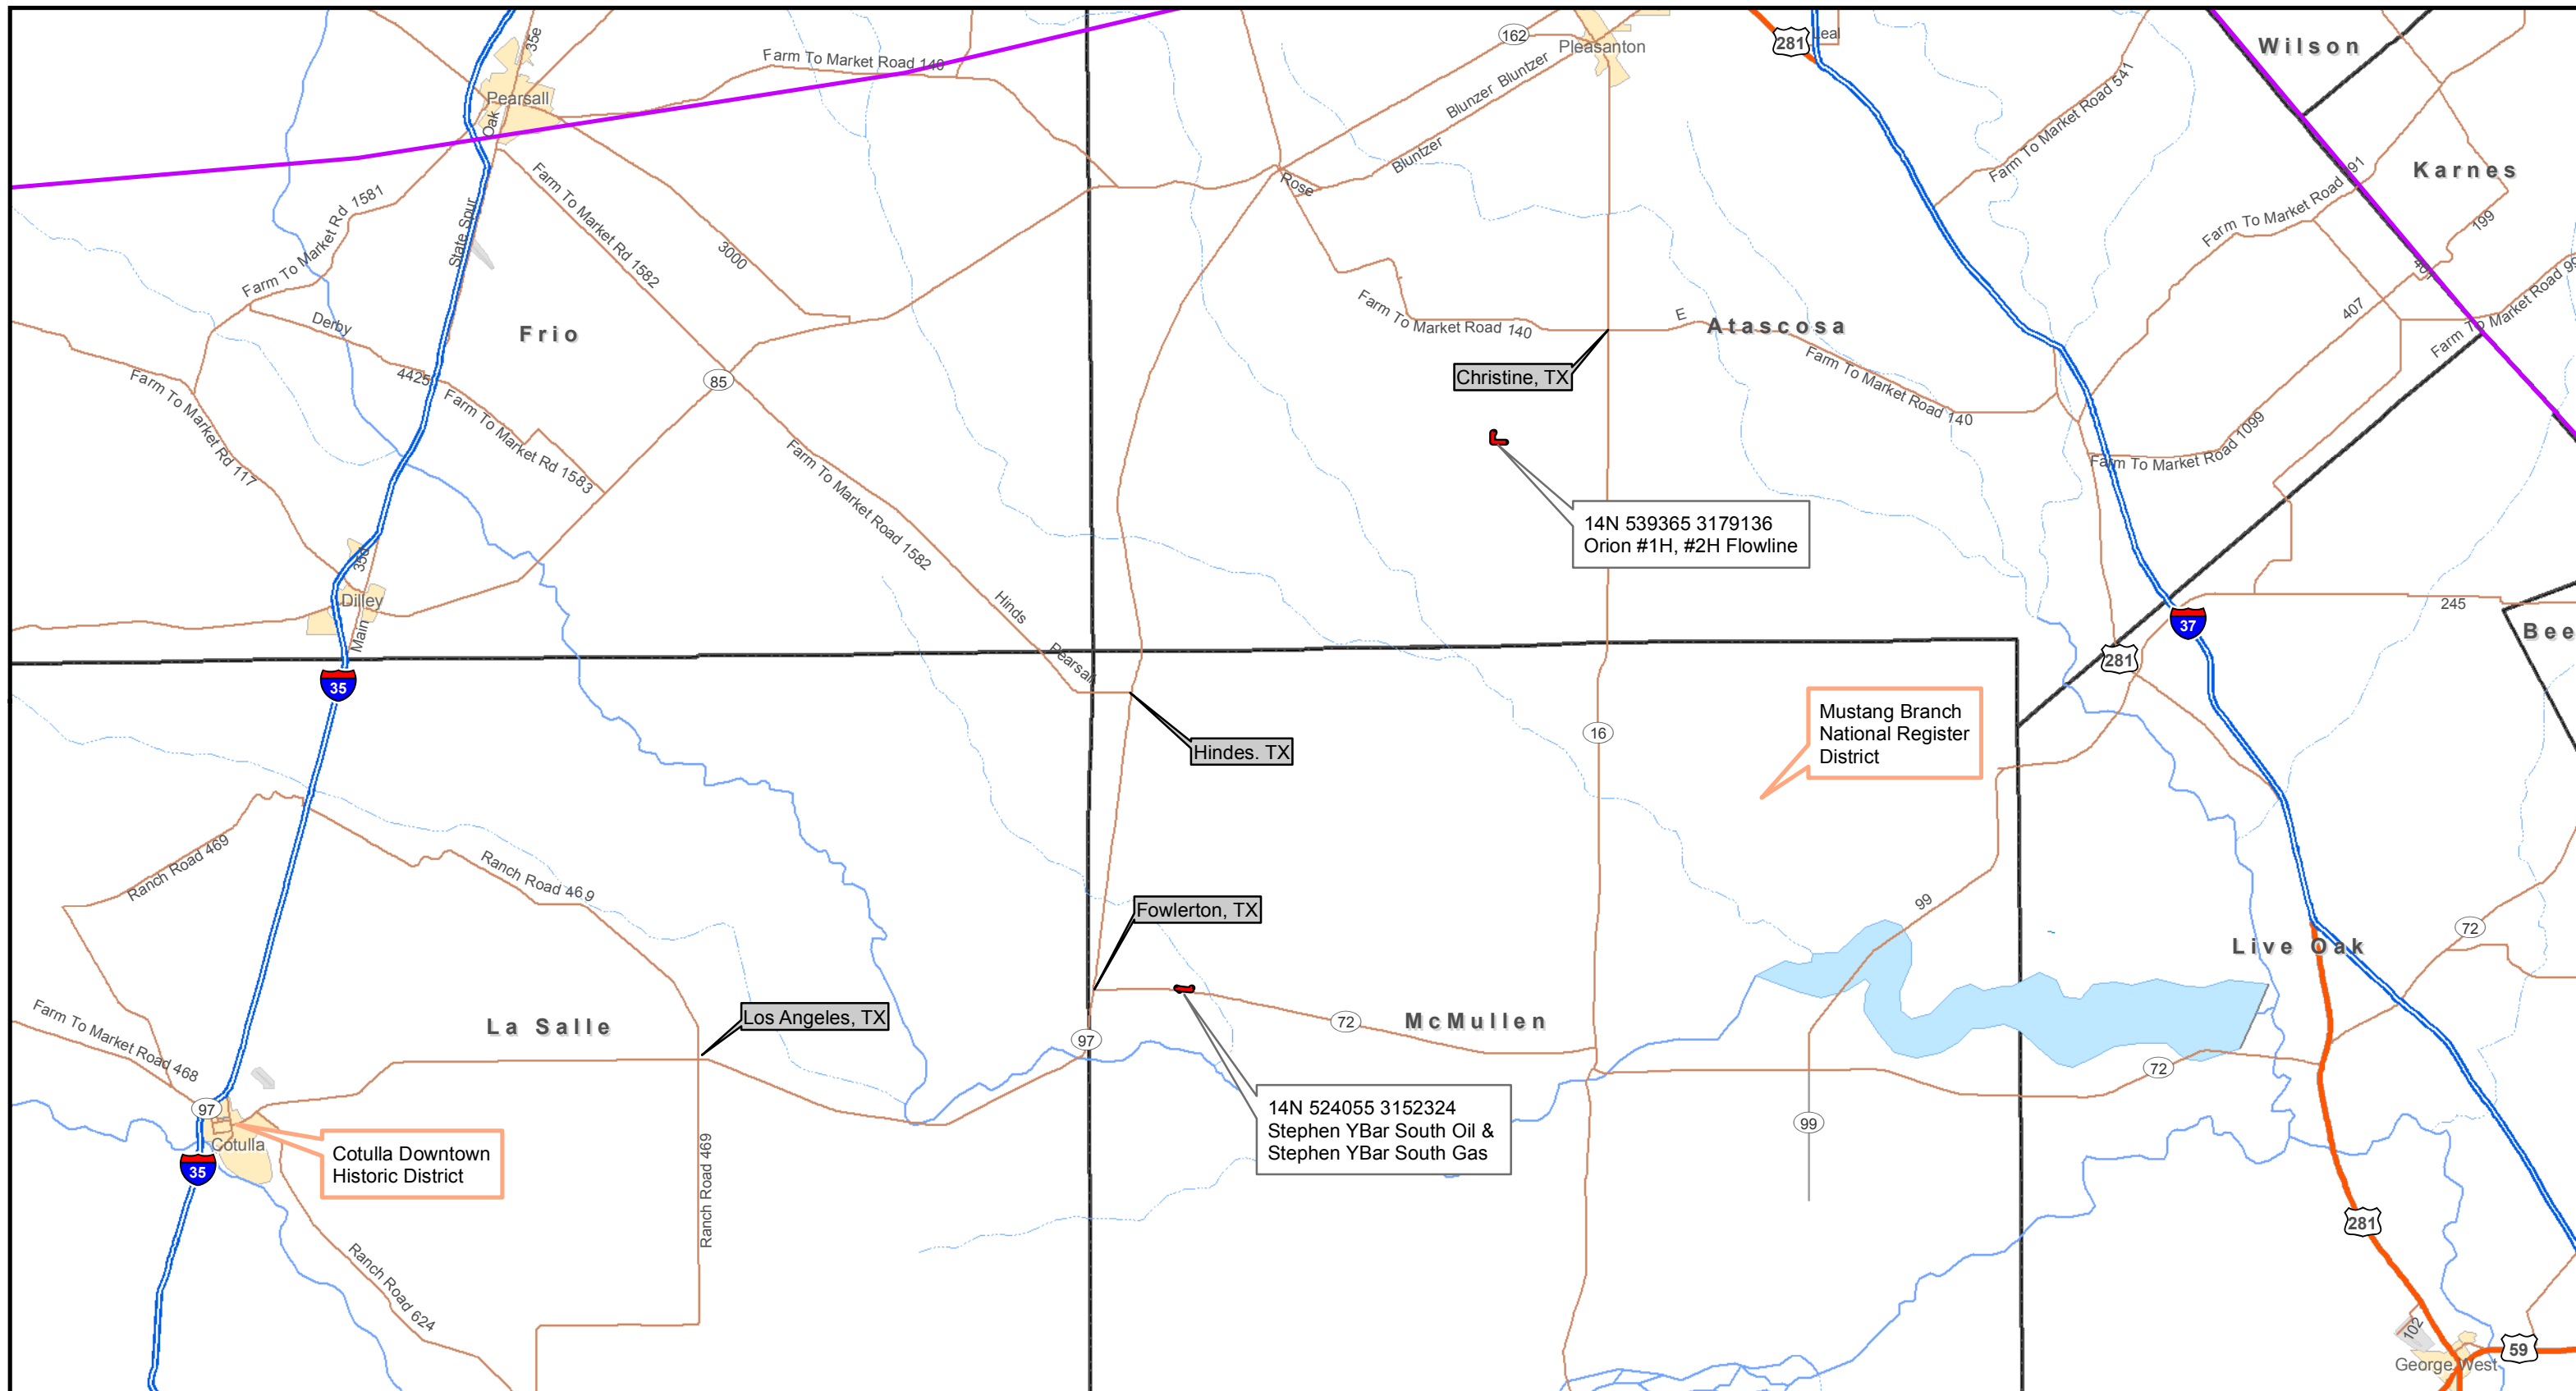 35e
Farm To Market Road 140
162
Pleasanton
281
Wilson
Pearsall
Oak
Blunzer Bluntzer
Bluntzer
Farm To Market Road 541
Karnes
Farm To Market Rd 1581
State Spur
Farm To Market Rd 1582
3000
Rose
Farm To Market Road 91
199
Frio
Derby
4425
Farm To Market Rd 117
Farm To Market Rd 1583
85
Farm To Market Road 140
E
Atascosa
Farm To Market Road 140
407
Farm To Market Road 99
Christine, TX
Farm To Market Road 1099
Farm To Market Road 1582
14N 539365 3179136
Orion #1H, #2H Flowline
Dilley
Main
Hinds
Pearsall
37
245
Bee
281
35
Hindes. TX
16
Mustang Branch
National Register
District
Ranch Road 469
Ranch Road 469
Fowlerton, TX
99
72
Live Oak
Farm To Market Road 468
La Salle
Los Angeles, TX
97
72
McMullen
72
97
Cotulla
35
Cotulla Downtown
Historic District
Ranch Road 469
14N 524055 3152324
Stephen YBar South Oil &
Stephen YBar South Gas
99
281
Ranch Road 624
102
59
George West